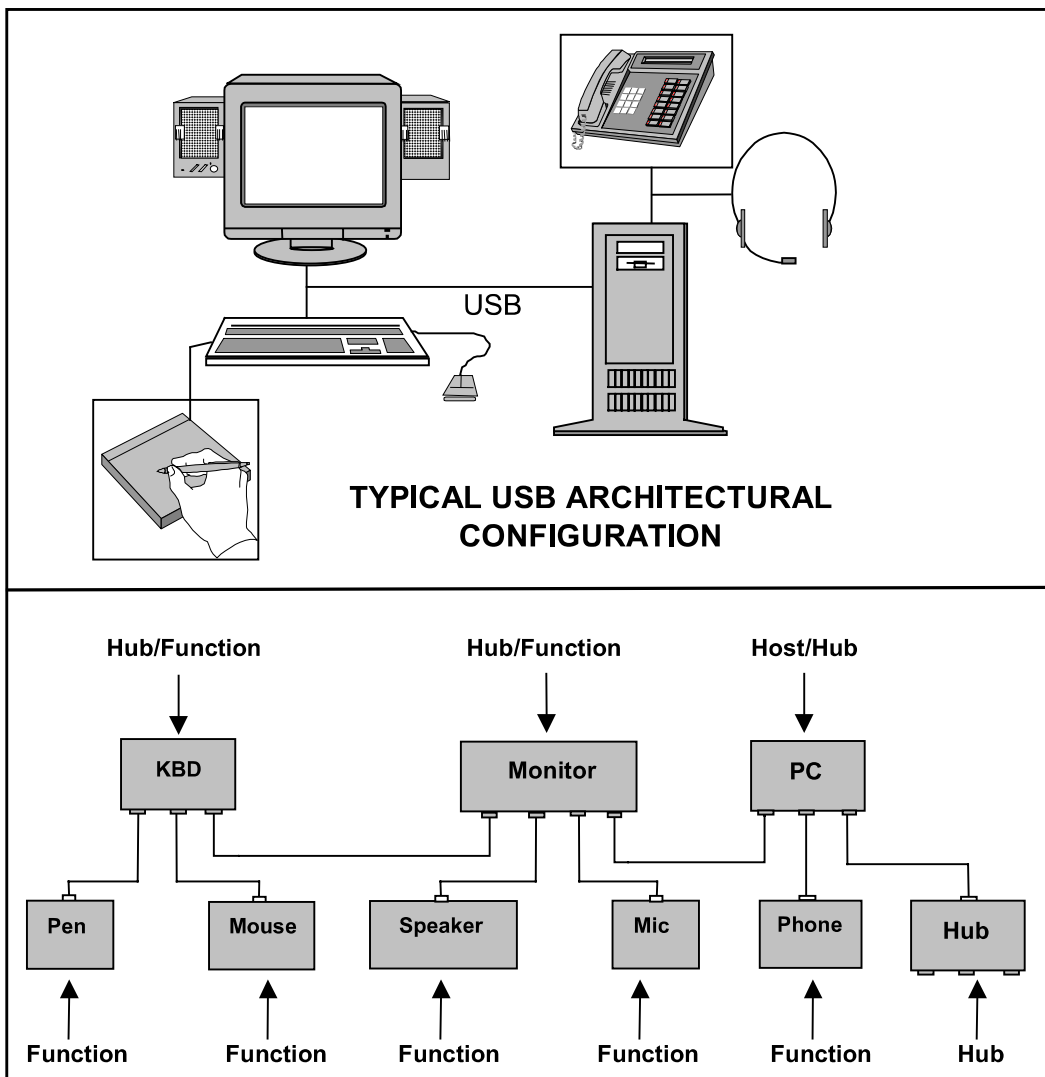 USB
TYPICAL USB ARCHITECTURAL
CONFIGURATION
Hub/Function
Hub/Function
Host/Hub
KBD
Monitor
PC
Pen
Mouse
Speaker
Mic
Phone
Hub
Function
Function
Function
Function
Function
Hub